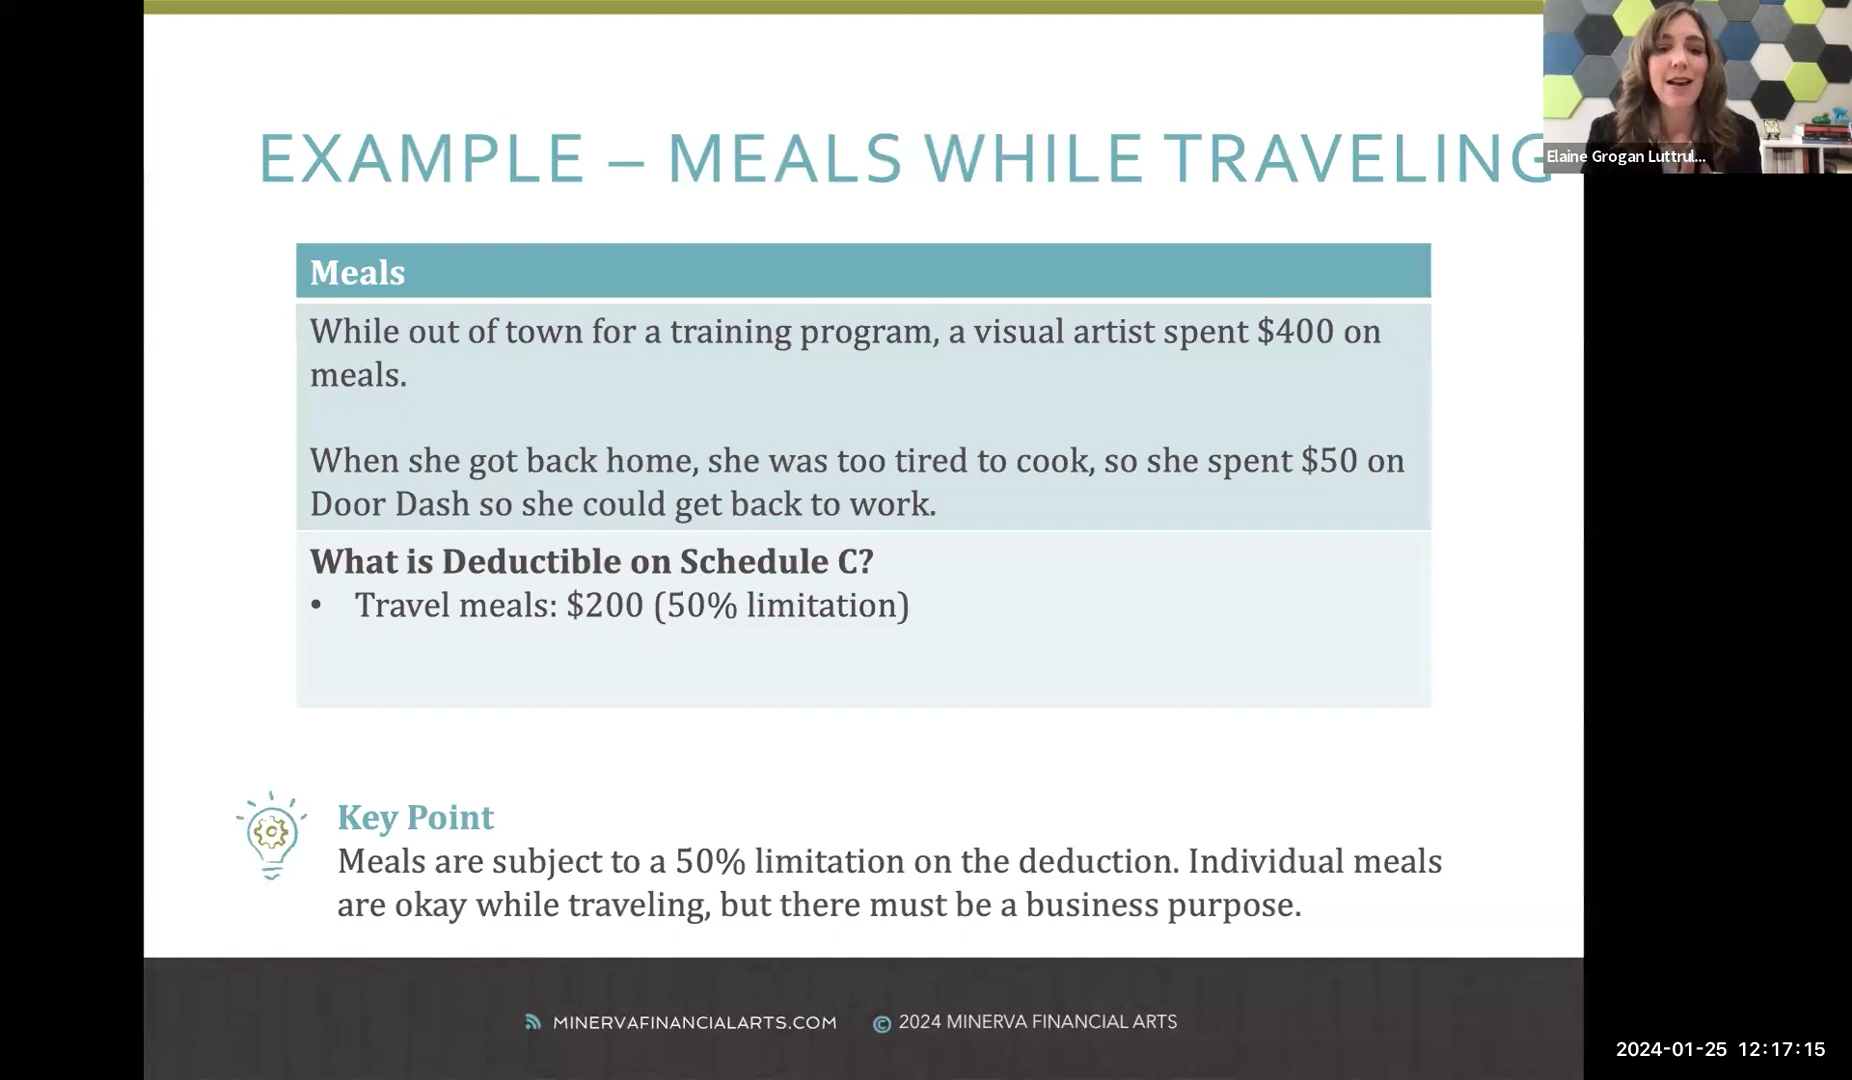 EXAMPLE – MEALS WHILE TRAVELING
Elaine Grogan Luttrul...
Meals
While out of town for a training program, a visual artist spent $400 on
meals.
When she got back home, she was too tired to cook, so she spent $50 on
Door Dash so she could get back to work.
What is Deductible on Schedule C?
• Travel meals: $200 (50% limitation)
Key Point
Meals are subject to a 50% limitation on the deduction. Individual meals
are okay while traveling, but there must be a business purpose.
MINERVAFINANCIALARTS.COM © 2024 MINERVA FINANCIAL ARTS
2024-01-25 12:17:15